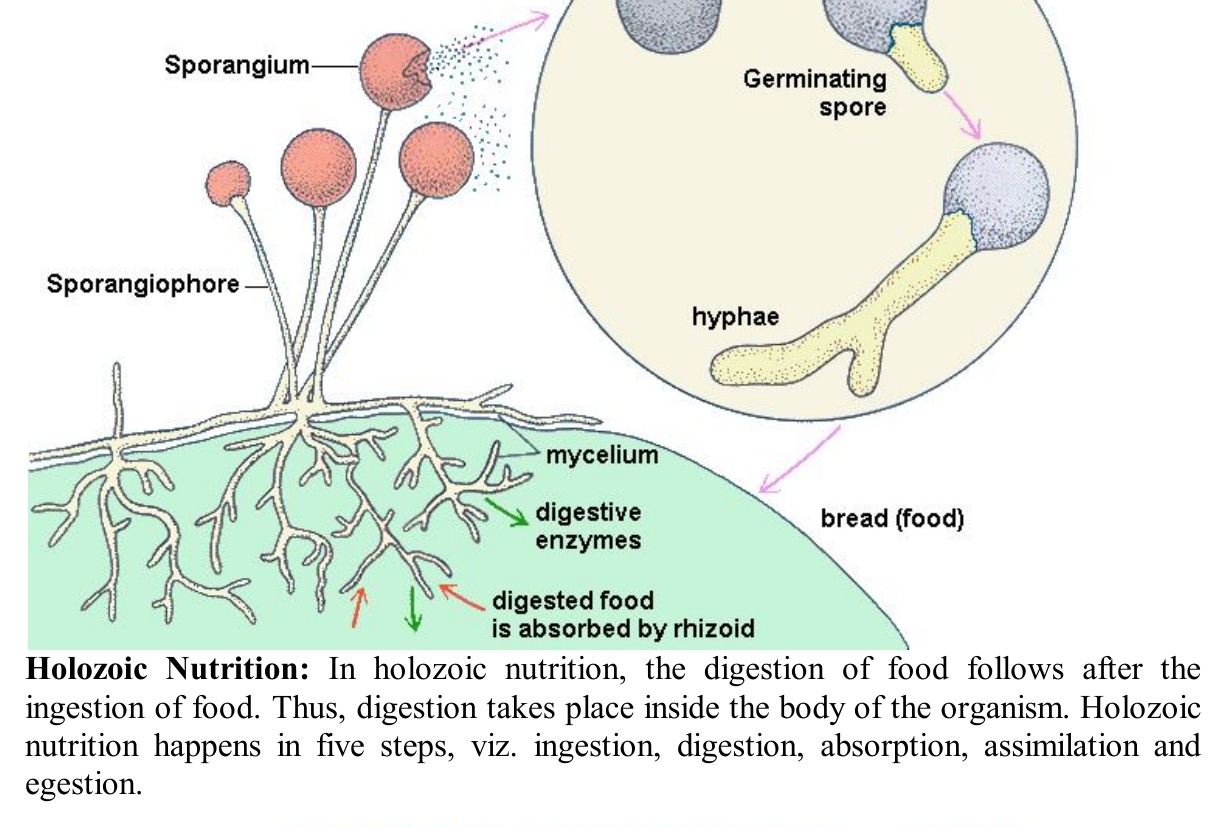 Sporangium
Germinating
spore
Sporangiophore
hyphae
mycelium
digestive
enzymes
bread (food)
digested food
is absorbed by rhizoid
Holozoic Nutrition: In holozoic nutrition, the digestion of food follows after the
ingestion of food. Thus, digestion takes place inside the body of the organism. Holozoic
nutrition happens in five steps, viz. ingestion, digestion, absorption, assimilation and
egestion.